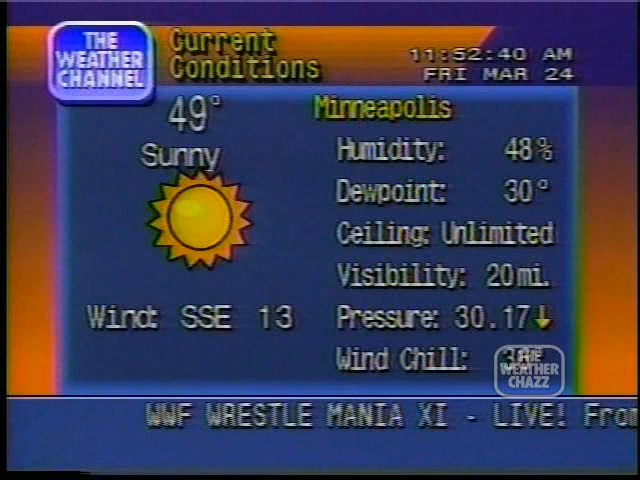 THE
WEATHER
CHANNEL
Current
Conditions
11:52:40 AM
FRI MAR 24
49°
Sunny
Minneapolis
Humidity: 48%
Dewpoint: 30°
Ceiling: Unlimited
Visibility: 20mi.
Pressure: 30.17↓
Wind: SSE 13
Wind Chill:
THE
WEATHER
CHAZZ
WWF WRESTLE MANIA XI - LIVE! From